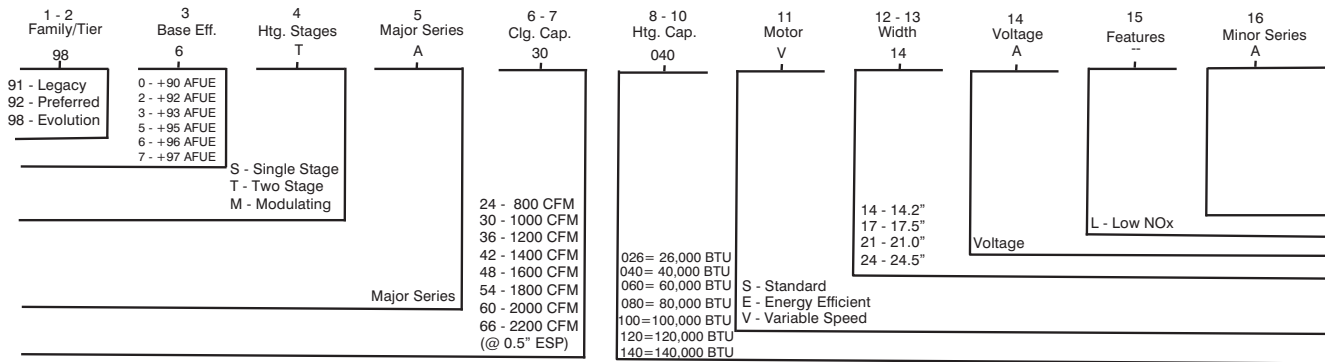 1 - 2 3 4 5 6 - 7 8 - 10 11 12 - 13 14 15 16
Family/Tier Base Eff. Htg. Stages Major Series Clg. Cap. Htg. Cap. Motor Width Voltage Features Minor Series
98 6 T A 30 040 V 14 A -- A
91 - Legacy
92 - Preferred
98 - Evolution
0 - +90 AFUE
2 - +92 AFUE
3 - +93 AFUE
5 - +95 AFUE
6 - +96 AFUE
7 - +97 AFUE
S - Single Stage
T - Two Stage
M - Modulating
Major Series
24 - 800 CFM
30 - 1000 CFM
36 - 1200 CFM
42 - 1400 CFM
48 - 1600 CFM
54 - 1800 CFM
60 - 2000 CFM
66 - 2200 CFM
(@ 0.5” ESP)
026= 26,000 BTU
040= 40,000 BTU
060= 60,000 BTU
080= 80,000 BTU
100=100,000 BTU
120=120,000 BTU
140=140,000 BTU
S - Standard
E - Energy Efficient
V - Variable Speed
14 - 14.2”
17 - 17.5”
21 - 21.0”
24 - 24.5”
Voltage
L - Low NOx